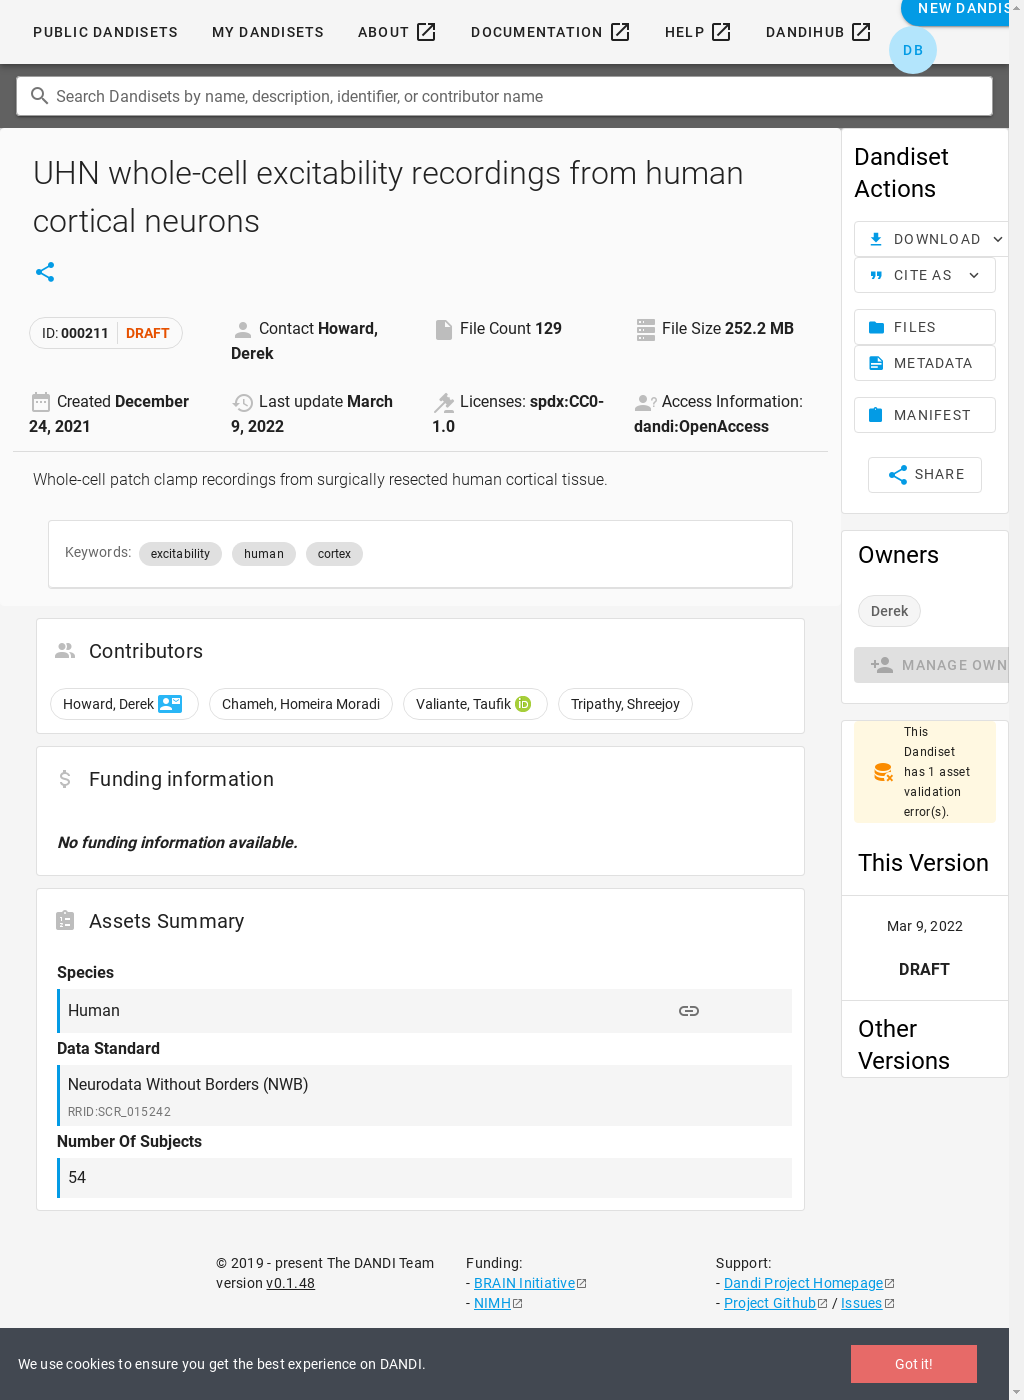 PUBLIC DANDISETS MY DANDISETS ABOUT DOCUMENTATION HELP DANDIHUB NEW DANDIS
DB
Search Dandisets by name, description, identifier, or contributor name
UHN whole-cell excitability recordings from human
cortical neurons
ID: 000211 DRAFT
Contact Howard,
Derek
File Count 129
File Size 252.2 MB
Created December
24, 2021
Last update March
9, 2022
Licenses: spdx:CC0-
1.0
Access Information:
dandi:OpenAccess
Whole-cell patch clamp recordings from surgically resected human cortical tissue.
Keywords: excitability human cortex
Contributors
Howard, Derek Chameh, Homeira Moradi Valiante, Taufik iD Tripathy, Shreejoy
Funding information
No funding information available.
Assets Summary
Species
Human
Data Standard
Neurodata Without Borders (NWB)
RRID:SCR_015242
Number Of Subjects
54
Dandiset
Actions
DOWNLOAD
CITE AS
FILES
METADATA
MANIFEST
SHARE
Owners
Derek
MANAGE OWN
This
Dandiset
has 1 asset
validation
error(s).
This Version
Mar 9, 2022
DRAFT
Other
Versions
© 2019 - present The DANDI Team
version v0.1.48
Funding:
- BRAIN Initiative
- NIMH
Support:
- Dandi Project Homepage
- Project Github / Issues
We use cookies to ensure you get the best experience on DANDI.
Got it!